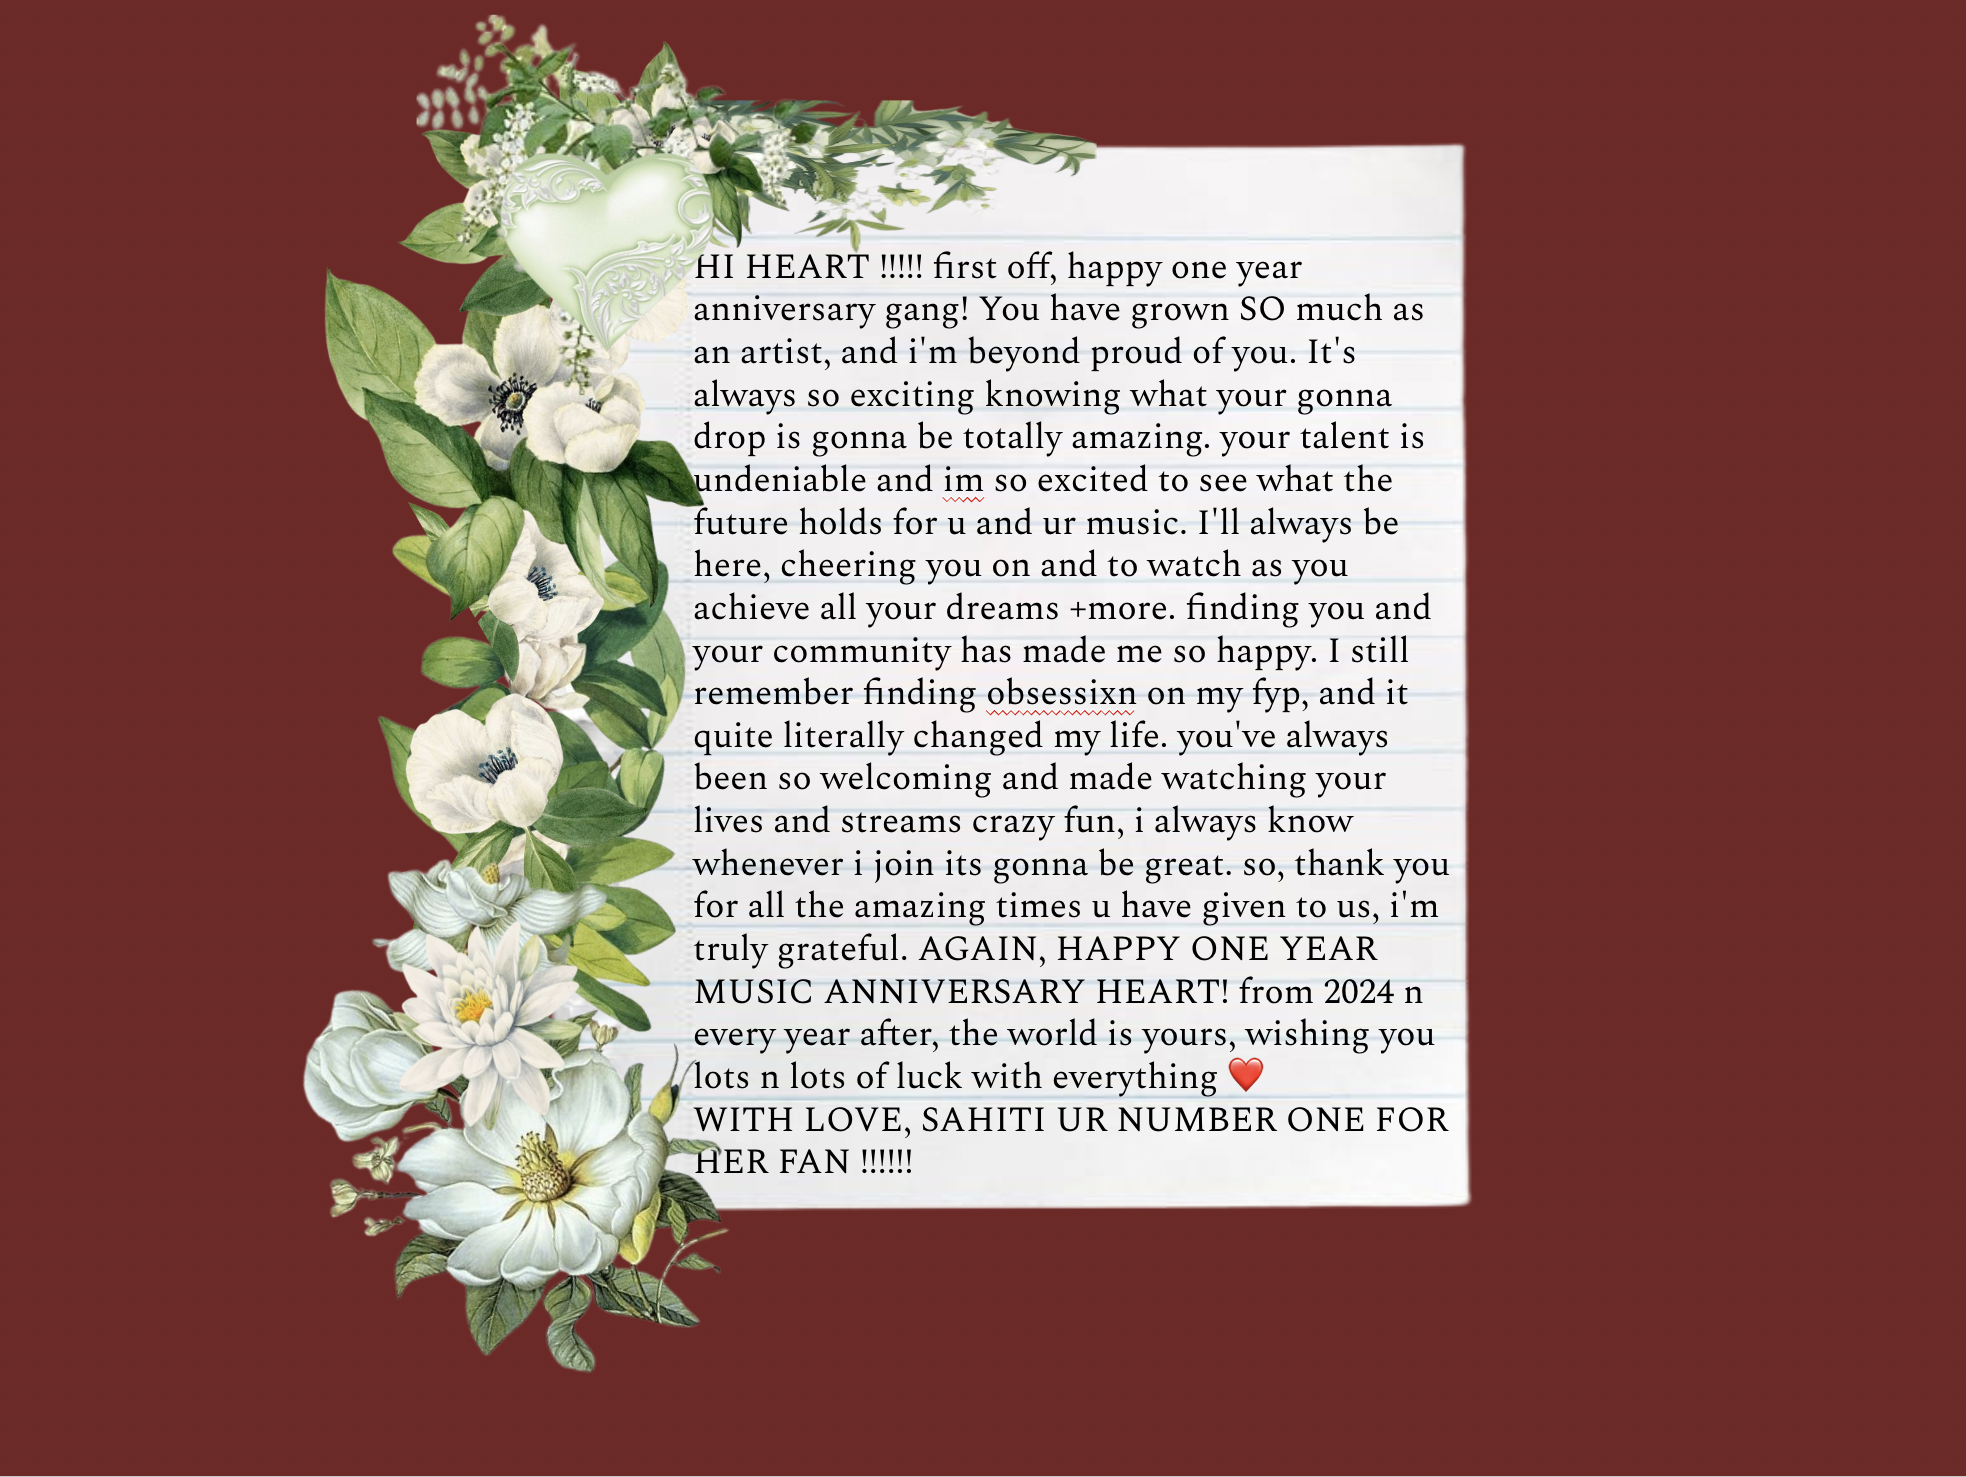 HI HEART !!!!! first off, happy one year
anniversary gang! You have grown SO much as
an artist, and i'm beyond proud of you. It's
always so exciting knowing what your gonna
drop is gonna be totally amazing. your talent is
undeniable and im so excited to see what the
future holds for u and ur music. I'll always be
here, cheering you on and to watch as you
achieve all your dreams +more. finding you and
your community has made me so happy. I still
remember finding obsessixn on my fyp, and it
quite literally changed my life. you've always
been so welcoming and made watching your
lives and streams crazy fun, i always know
whenever i join its gonna be great. so, thank you
for all the amazing times u have given to us, i'm
truly grateful. AGAIN, HAPPY ONE YEAR
MUSIC ANNIVERSARY HEART! from 2024 n
every year after, the world is yours, wishing you
lots n lots of luck with everything ❤️
WITH LOVE, SAHITI UR NUMBER ONE FOR
HER FAN !!!!!!